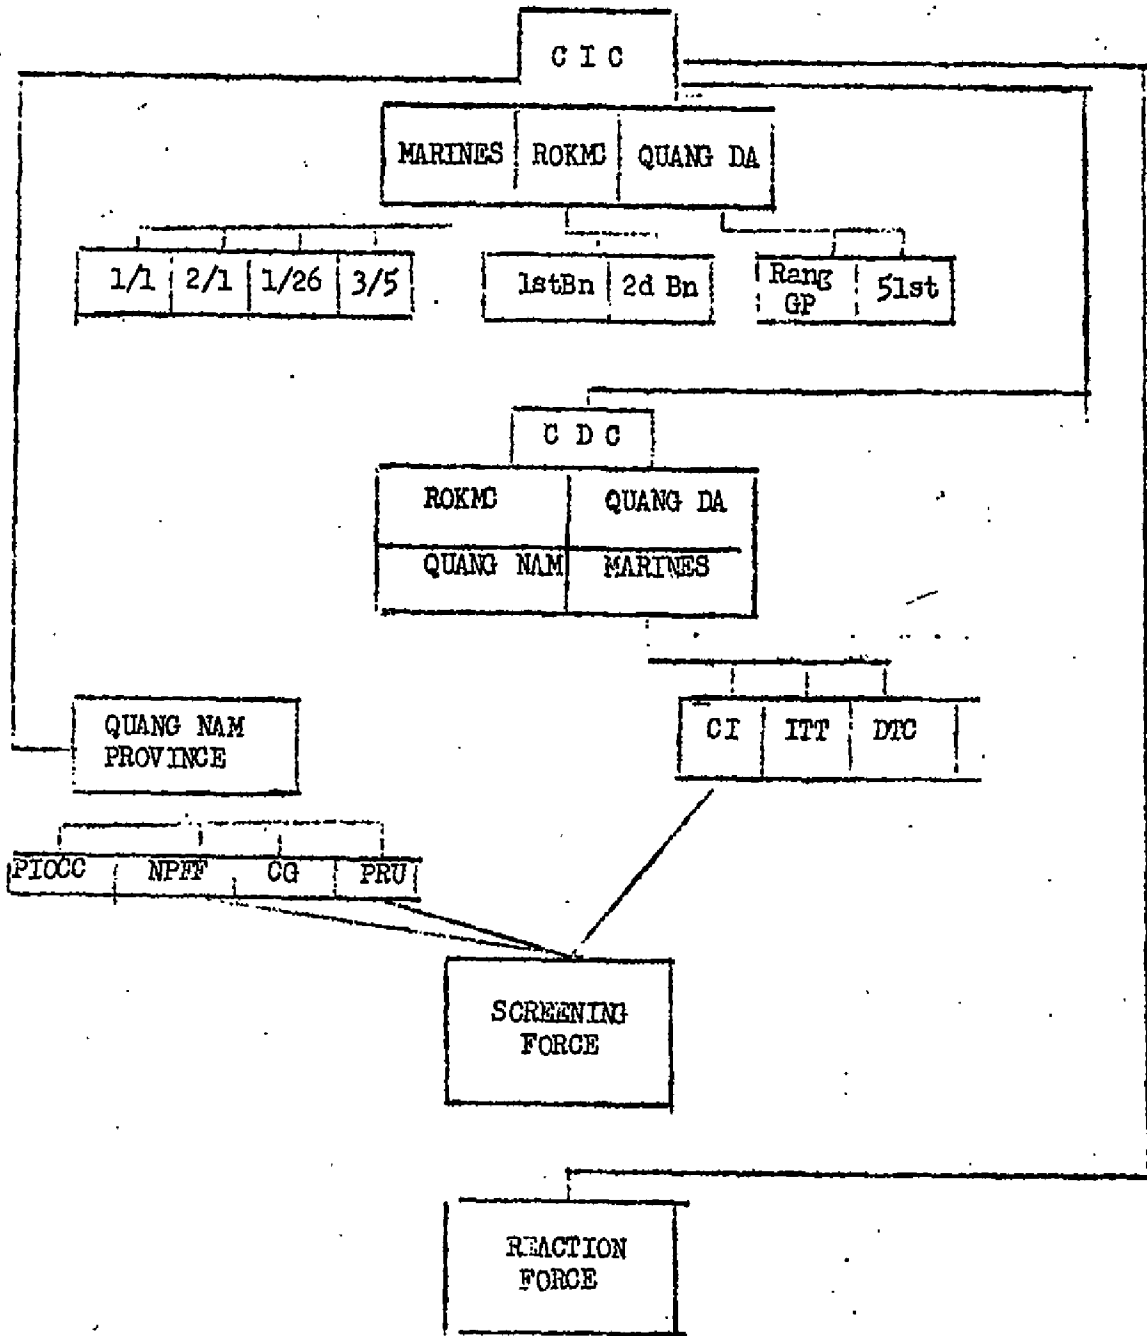 C I C
MARINES ROKMC QUANG DA
1/1 2/1 1/26 3/5 1stBn 2d Bn Rang GP 51st
C D C
ROKMC QUANG DA
QUANG NAM MARINES
QUANG NAM
PROVINCE
CI ITT DTC
PIOCC NPFF CG PRU
SCREENING
FORCE
REACTION
FORCE